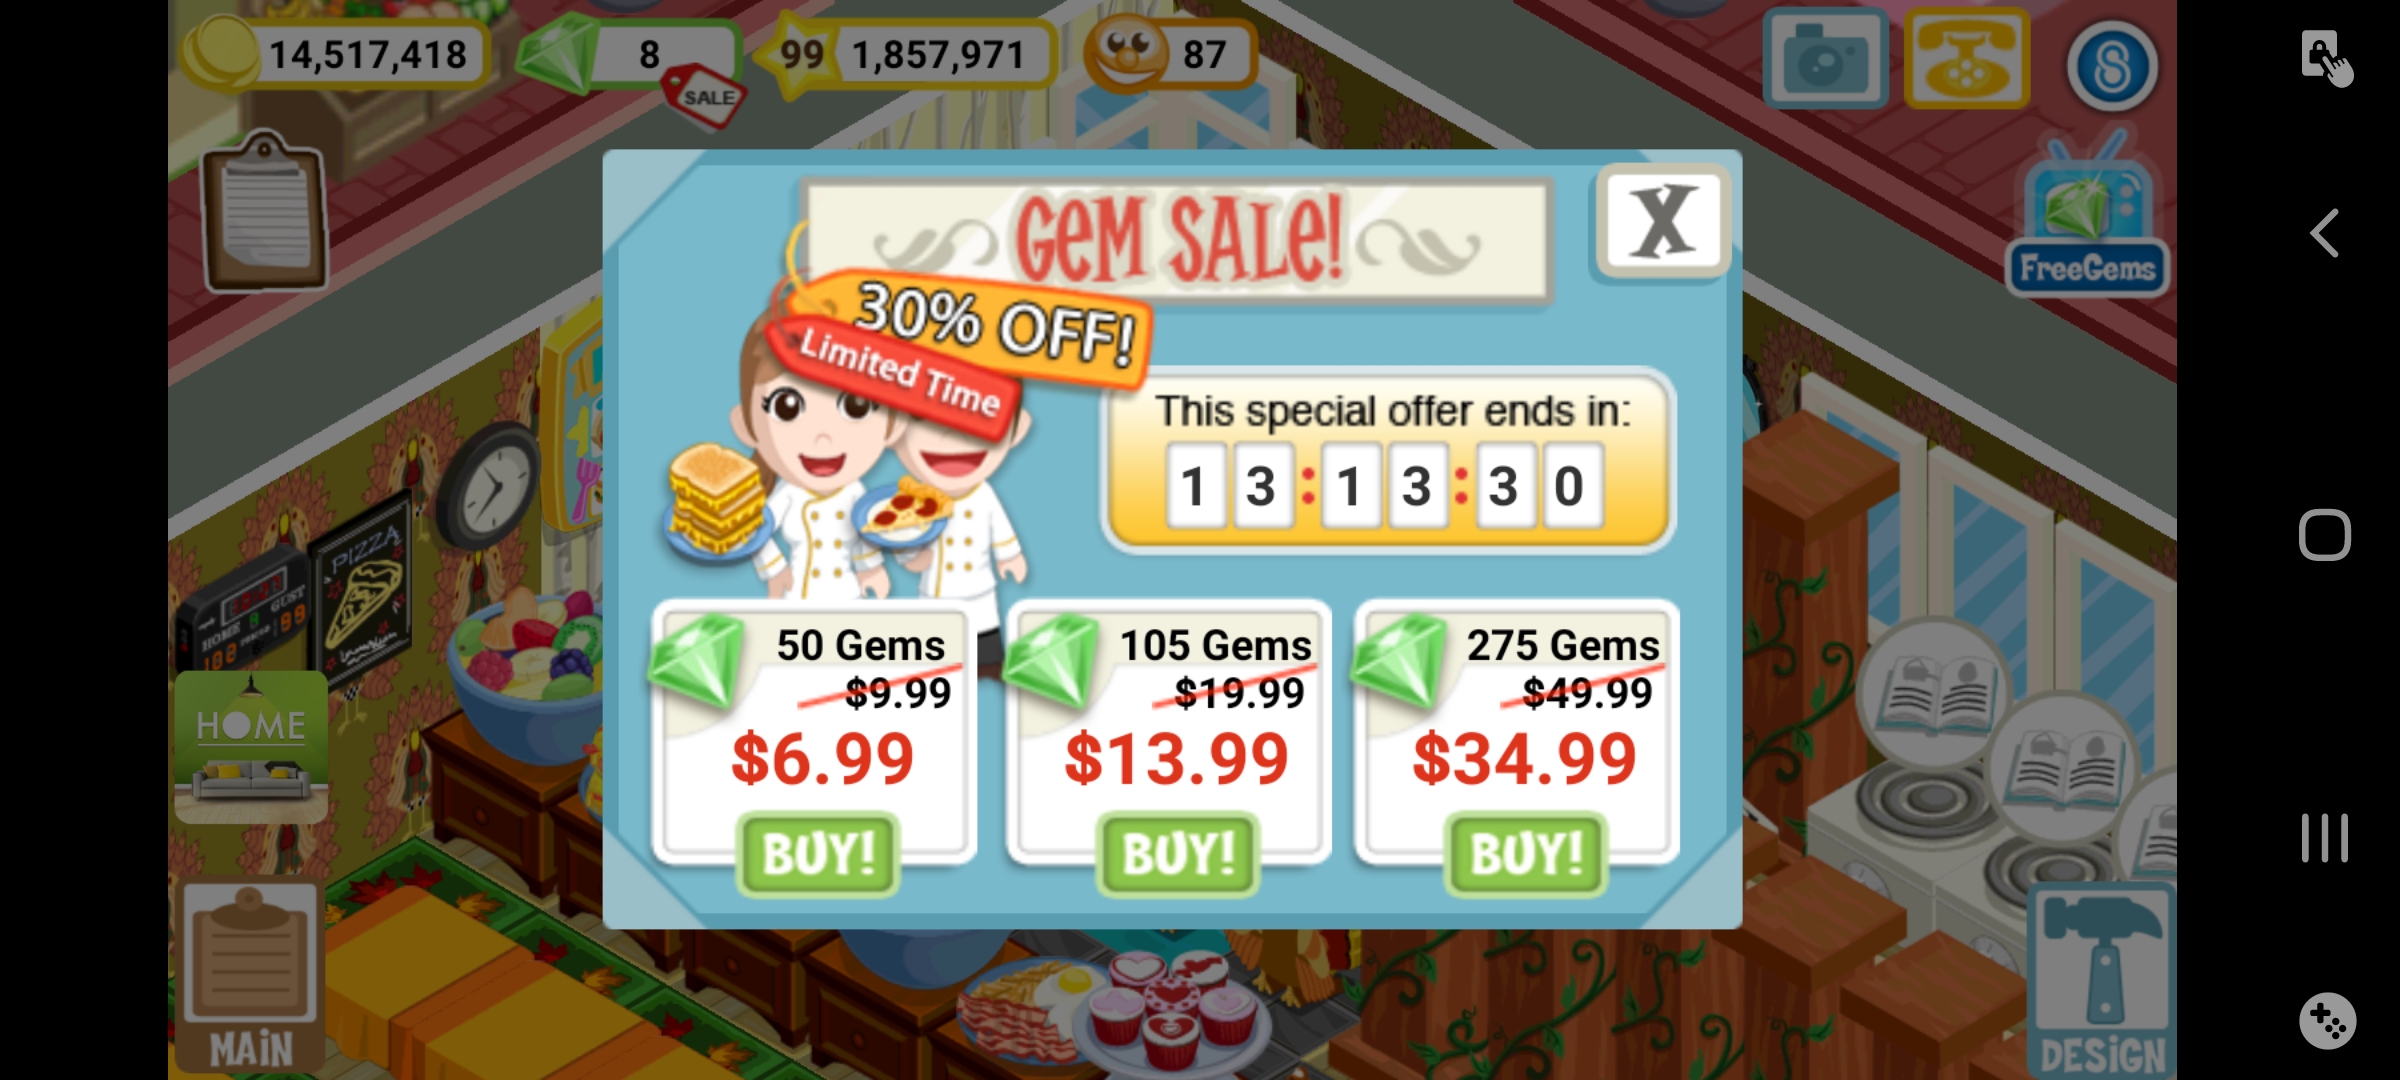 14,517,418
8
SALE
99
1,857,971
87
GeM SALe!
X
FreeGems
30% OFF!
Limited Time
This special offer ends in:
13:13:30
PIZZA
HOME
HOME
50 Gems
$9.99
$6.99
BUY!
105 Gems
$19.99
$13.99
BUY!
275 Gems
$49.99
$34.99
BUY!
MAiN
DESiGN